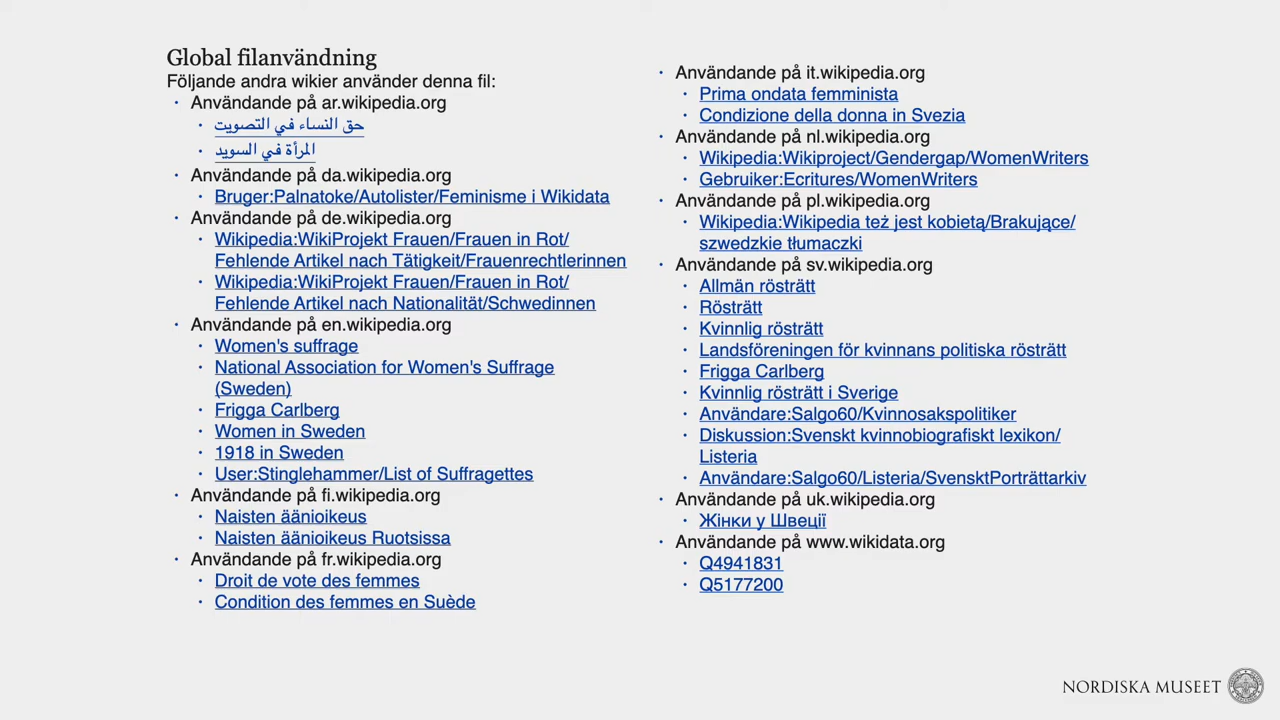 Global filanvändning
Följande andra wikier använder denna fil:
• Användande på ar.wikipedia.org
• حق النساء في التصويت
• المرأة في السويد
• Användande på da.wikipedia.org
• Bruger:Palnatoke/Autolister/Feminisme i Wikidata
• Användande på de.wikipedia.org
• Wikipedia:WikiProjekt Frauen/Frauen in Rot/
Fehlende Artikel nach Tätigkeit/Frauenrechtlerinnen
• Wikipedia:WikiProjekt Frauen/Frauen in Rot/
Fehlende Artikel nach Nationalität/Schwedinnen
• Användande på en.wikipedia.org
• Women's suffrage
• National Association for Women's Suffrage
(Sweden)
• Frigga Carlberg
• Women in Sweden
• 1918 in Sweden
• User:Stinglehammer/List of Suffragettes
• Användande på fi.wikipedia.org
• Naisten äänioikeus
• Naisten äänioikeus Ruotsissa
• Användande på fr.wikipedia.org
• Droit de vote des femmes
• Condition des femmes en Suède
• Användande på it.wikipedia.org
• Prima ondata femminista
• Condizione della donna in Svezia
• Användande på nl.wikipedia.org
• Wikipedia:Wikiproject/Gendergap/WomenWriters
• Gebruiker:Ecritures/WomenWriters
• Användande på pl.wikipedia.org
• Wikipedia:Wikipedia też jest kobietą/Brakujące/
szwedzkie tłumaczki
• Användande på sv.wikipedia.org
• Allmän rösträtt
• Rösträtt
• Kvinnlig rösträtt
• Landsföreningen för kvinnans politiska rösträtt
• Frigga Carlberg
• Kvinnlig rösträtt i Sverige
• Användare:Salgo60/Kvinnosakspolitiker
• Diskussion:Svenskt kvinnobiografiskt lexikon/
Listeria
• Användare:Salgo60/Listeria/SvensktPorträttarkiv
• Användande på uk.wikipedia.org
• Жінки у Швеції
• Användande på www.wikidata.org
• Q4941831
• Q5177200
NORDISKA MUSEET